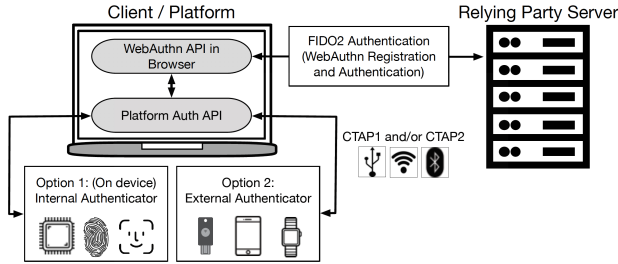 Client / Platform
Relying Party Server
WebAuthn API in
Browser
FIDO2 Authentication
(WebAuthn Registration
and Authentication)
Platform Auth API
CTAP1 and/or CTAP2
Option 1: (On device)
Internal Authenticator
Option 2:
External Authenticator